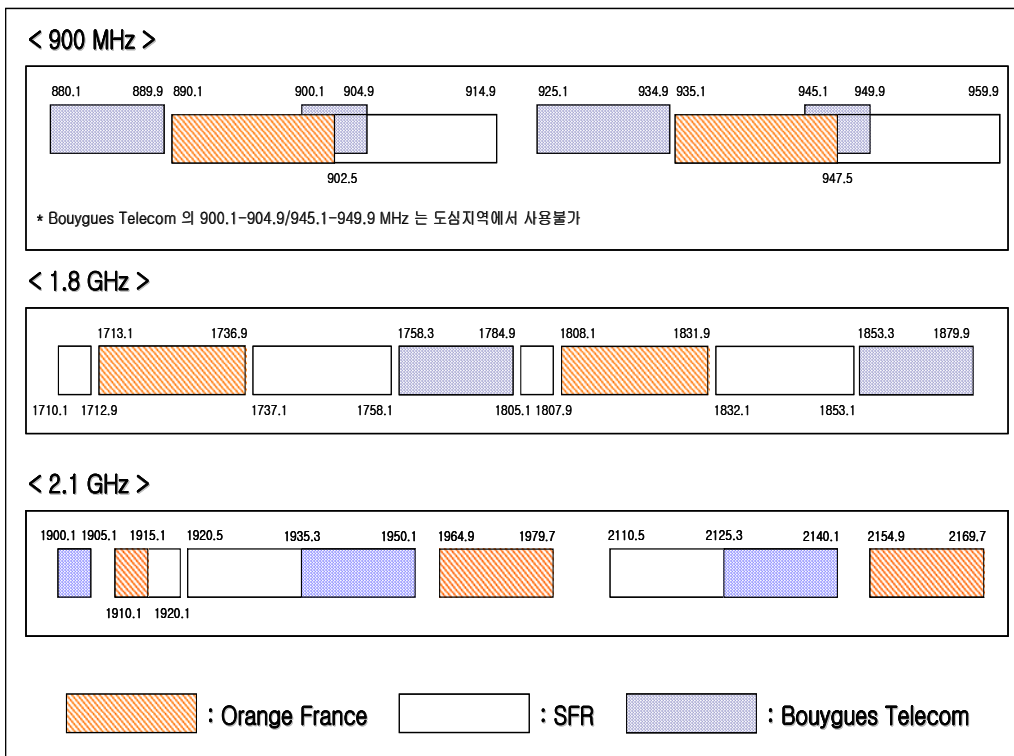 < 900 MHz >
880.1 889.9 890.1 900.1 904.9 914.9 925.1 934.9 935.1 945.1 949.9 959.9
902.5 947.5
* Bouygues Telecom 의 900.1-904.9/945.1-949.9 MHz 는 도심지역에서 사용불가
< 1.8 GHz >
1713.1 1736.9 1758.3 1784.9 1808.1 1831.9 1853.3 1879.9
1710.1 1712.9 1737.1 1758.1 1805.1 1807.9 1832.1 1853.1
< 2.1 GHz >
1900.1 1905.1 1915.1 1920.5 1935.3 1950.1 1964.9 1979.7 2110.5 2125.3 2140.1 2154.9 2169.7
1910.1 1920.1
: Orange France : SFR : Bouygues Telecom